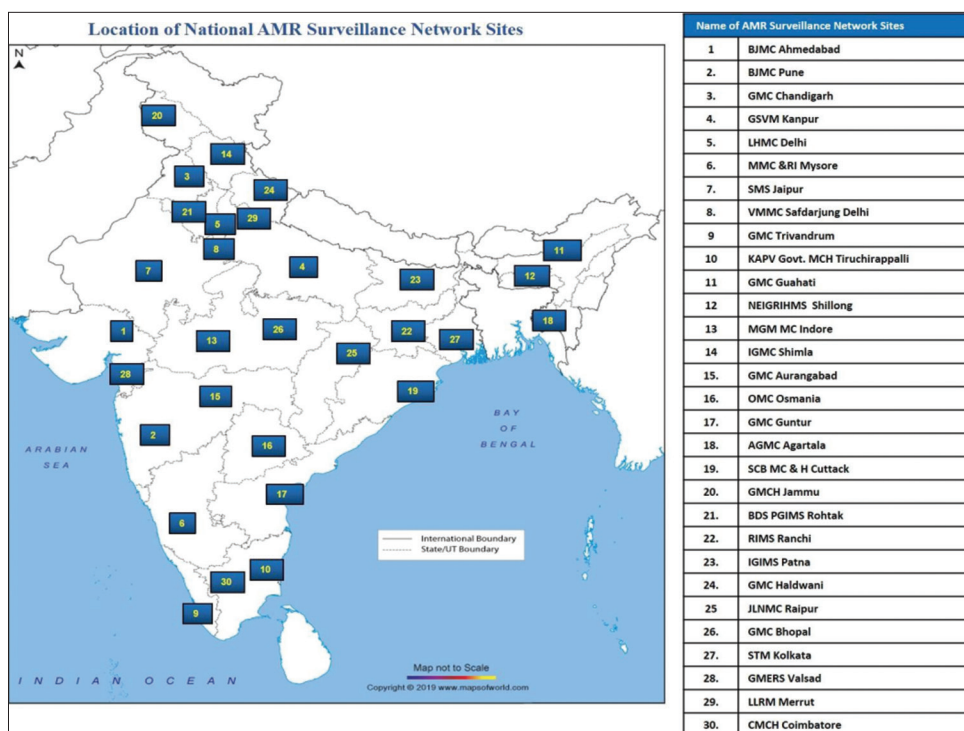 Location of National AMR Surveillance Network Sites
N
20
14
3
24
21
29
5
8
11
7
4
12
23
18
1
26
22
13
27
25
28
19
15
2
16
17
6
10
30
9
ARABIAN
SEA
BAY
OF
BENGAL
International Boundary
State/UT Boundary
INDIAN OCEAN
Map not to Scale
Copyright © 2019 www.mapsofworld.com
Name of AMR Surveillance Network Sites
1 BJMC Ahmedabad
2. BJMC Pune
3. GMC Chandigarh
4. GSVM Kanpur
5. LHMC Delhi
6. MMC &RI Mysore
7. SMS Jaipur
8. VMMC Safdarjung Delhi
9 GMC Trivandrum
10 KAPV Govt. MCH Tiruchirappalli
11 GMC Guahati
12 NEIGRIHMS Shillong
13 MGM MC Indore
14 IGMC Shimla
15. GMC Aurangabad
16. OMC Osmania
17. GMC Guntur
18. AGMC Agartala
19. SCB MC & H Cuttack
20. GMCH Jammu
21. BDS PGIMS Rohtak
22. RIMS Ranchi
23. IGIMS Patna
24. GMC Haldwani
25 JLNMC Raipur
26. GMC Bhopal
27. STM Kolkata
28. GMERS Valsad
29. LLRM Merrut
30. CMCH Coimbatore